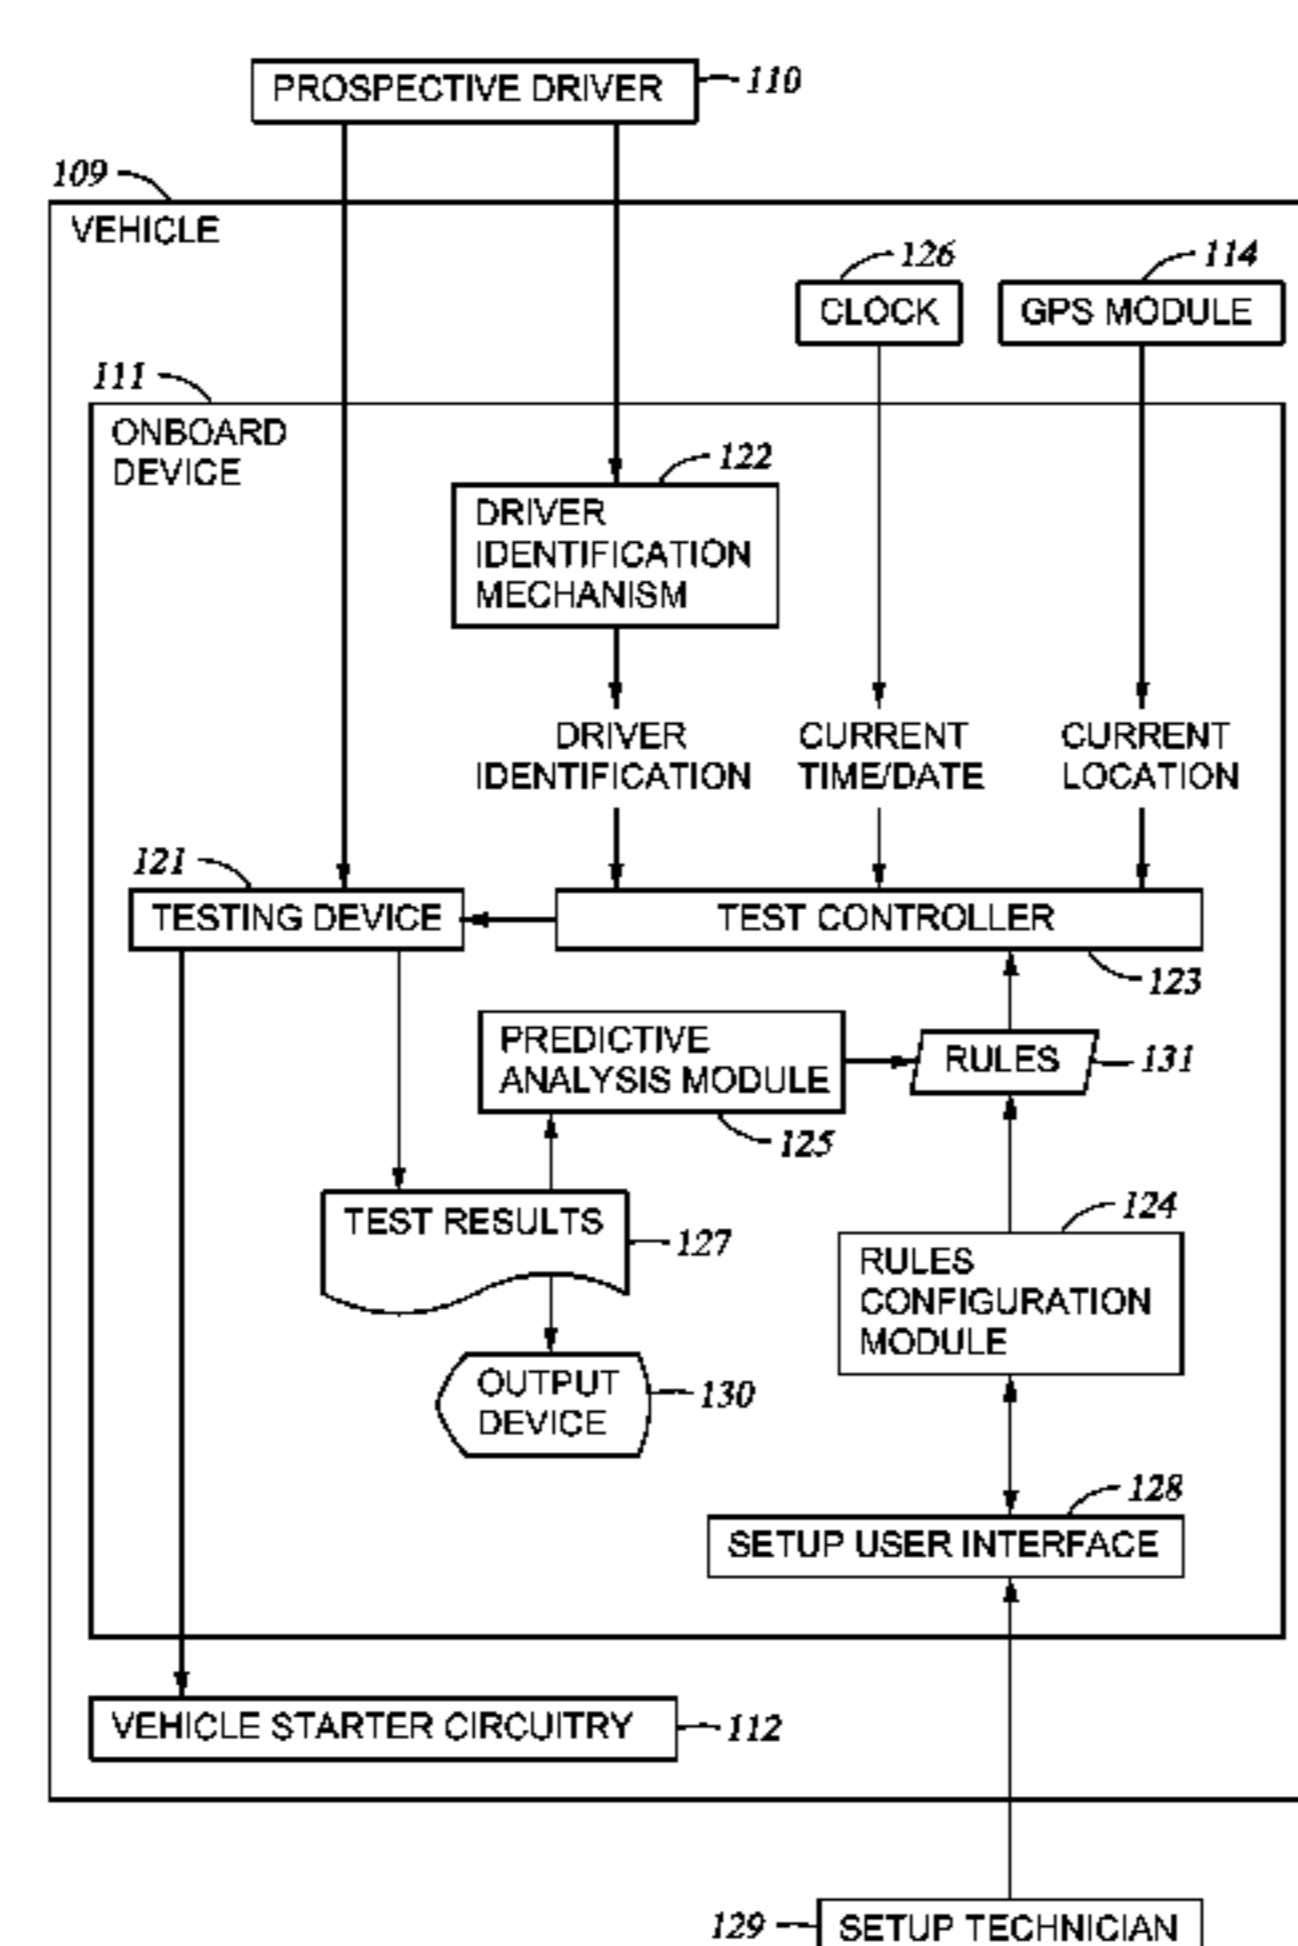 PROSPECTIVE DRIVER
110
109
VEHICLE
126
114
CLOCK
GPS MODULE
111
ONBOARD
DEVICE
122
DRIVER
IDENTIFICATION
MECHANISM
DRIVER
IDENTIFICATION
CURRENT
TIME/DATE
CURRENT
LOCATION
121
TESTING DEVICE
TEST CONTROLLER
123
PREDICTIVE
ANALYSIS MODULE
125
RULES
131
TEST RESULTS
127
124
RULES
CONFIGURATION
MODULE
OUTPUT
DEVICE
130
128
SETUP USER INTERFACE
VEHICLE STARTER CIRCUITRY
112
129
SETUP TECHNICIAN